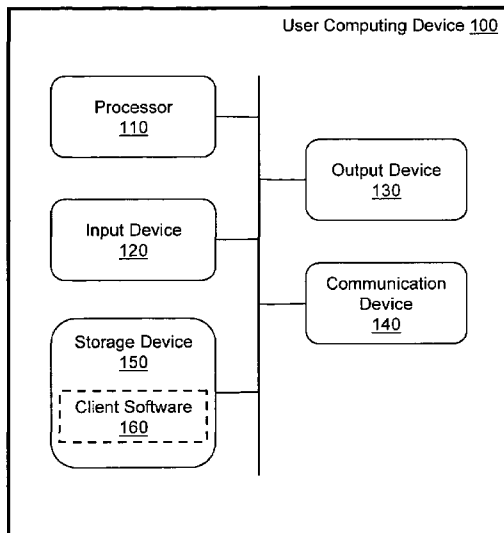 User Computing Device 100
Processor
110
Output Device
130
Input Device
120
Communication
Device
140
Storage Device
150
Client Software
160